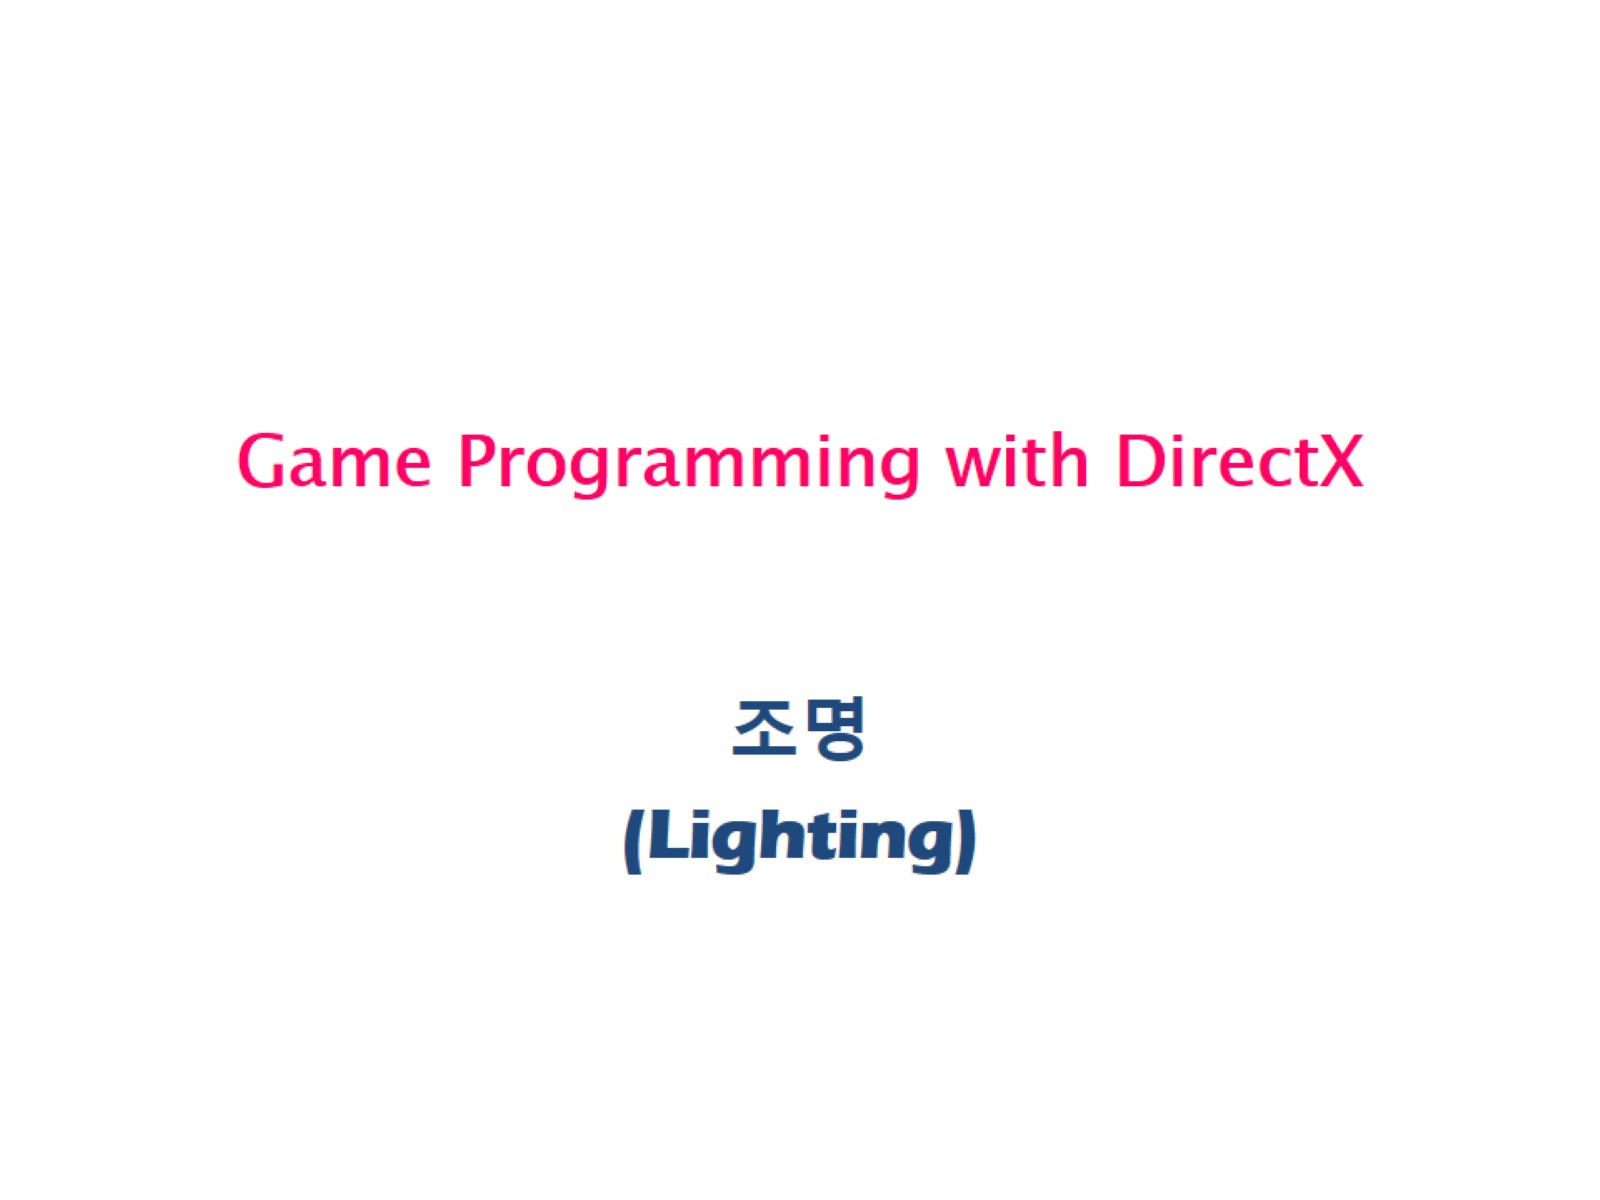 Game Programming with DirectX
조명
(Lighting)